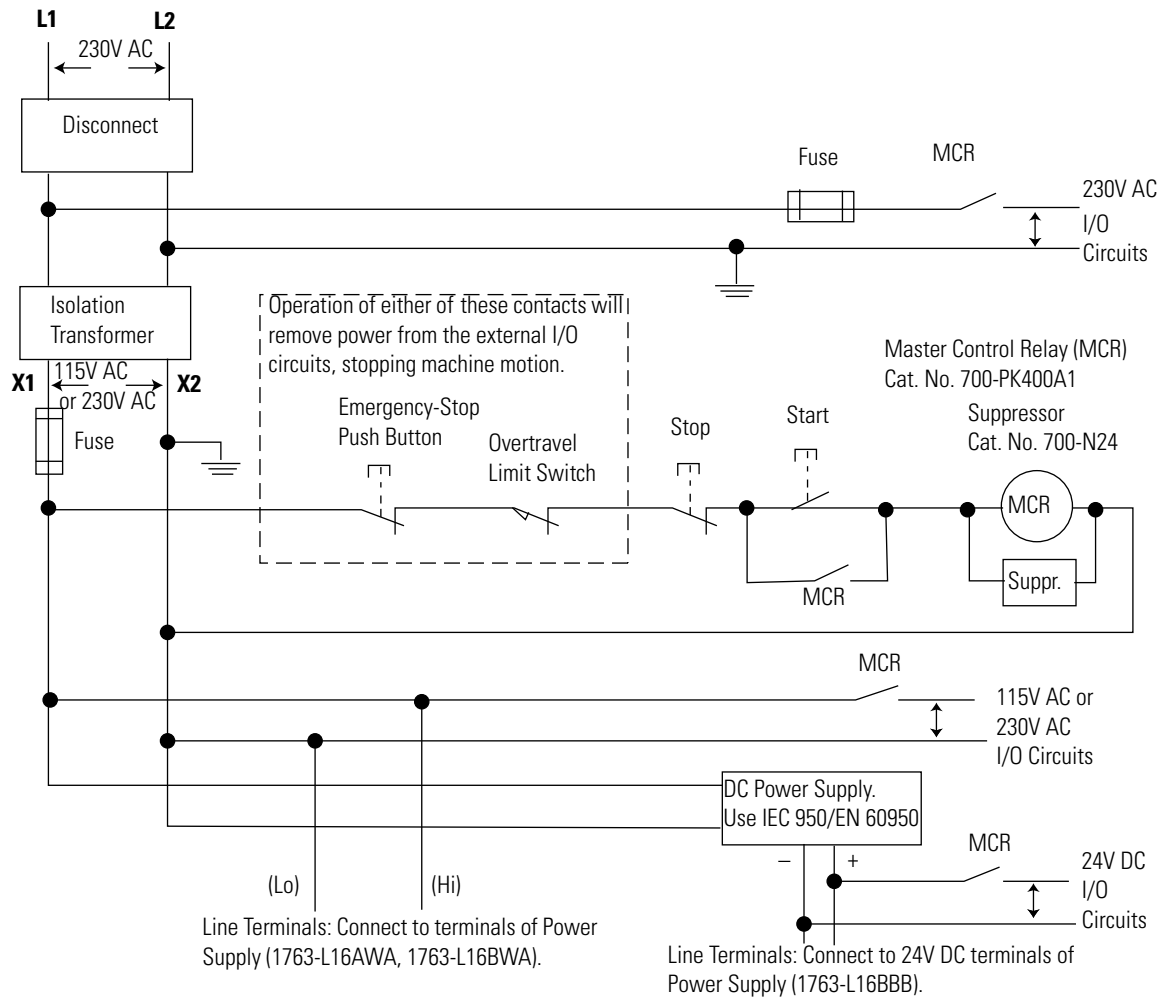 L1
L2
230V AC
Disconnect
Fuse
MCR
230V AC
I/O
Circuits
Isolation
Transformer
Operation of either of these contacts will
remove power from the external I/O
circuits, stopping machine motion.
X1
115V AC
or 230V AC
X2
Fuse
Emergency-Stop
Push Button
Overtravel
Limit Switch
Stop
Start
Master Control Relay (MCR)
Cat. No. 700-PK400A1
Suppressor
Cat. No. 700-N24
MCR
Suppr.
MCR
MCR
115V AC or
230V AC
I/O Circuits
DC Power Supply.
Use IEC 950/EN 60950
– +
MCR
24V DC
I/O
Circuits
(Lo)
(Hi)
Line Terminals: Connect to terminals of Power
Supply (1763-L16AWA, 1763-L16BWA).
Line Terminals: Connect to 24V DC terminals of
Power Supply (1763-L16BBB).